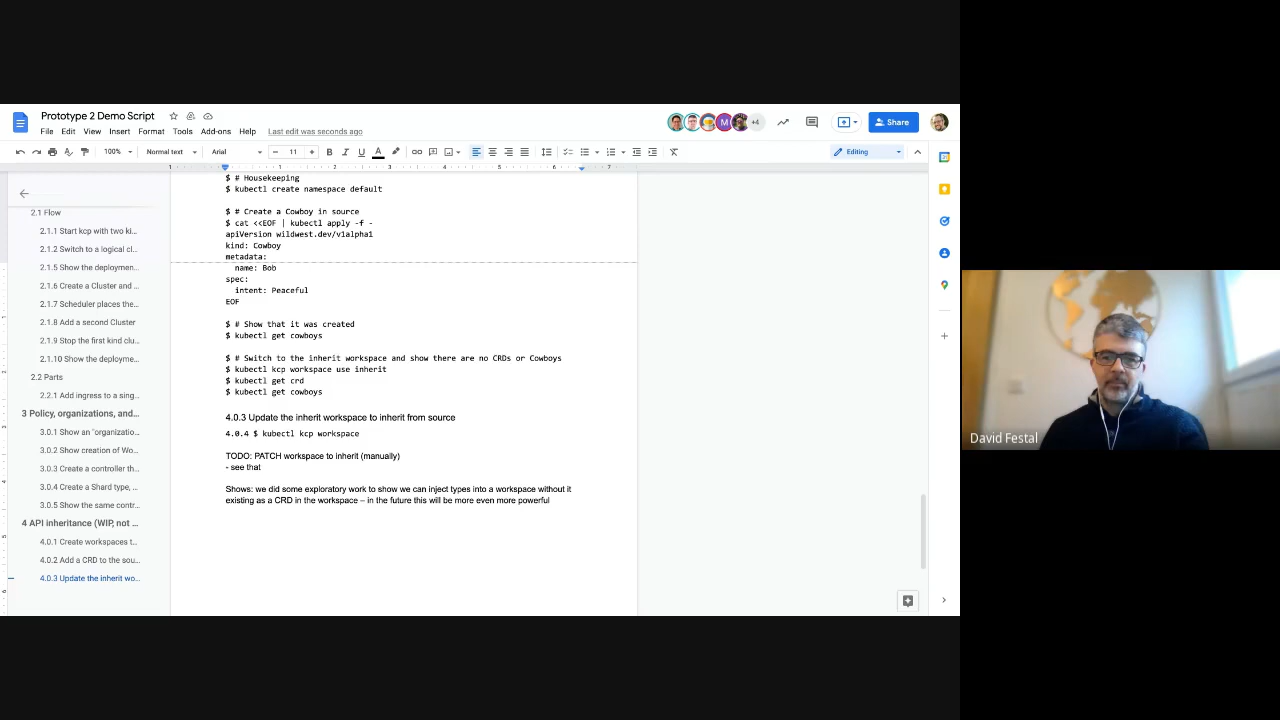 Prototype 2 Demo Script
File Edit View Insert Format Tools Add-ons Help Last edit was seconds ago
M +4 Share
100% Normal text Arial 11 Editing
1 1 2 3 4 5 6 7
2.1 Flow
2.1.1 Start kcp with two ki...
2.1.2 Switch to a logical cl...
2.1.5 Show the deploymen...
2.1.6 Create a Cluster and ...
2.1.7 Scheduler places the...
2.1.8 Add a second Cluster
2.1.9 Stop the first kind clu...
2.1.10 Show the deployme...
2.2 Parts
2.2.1 Add ingress to a sing...
3 Policy, organizations, and...
3.0.1 Show an "organizatio...
3.0.2 Show creation of Wo...
3.0.3 Create a controller th...
3.0.4 Create a Shard type, ...
3.0.5 Show the same contr...
4 API inheritance (WIP, not ...
4.0.1 Create workspaces t...
4.0.2 Add a CRD to the sou...
4.0.3 Update the inherit wo...
$ # Housekeeping
$ kubectl create namespace default
$ # Create a Cowboy in source
$ cat <<EOF | kubectl apply -f -
apiVersion wildwest.dev/v1alpha1
kind: Cowboy
metadata:
name: Bob
spec:
intent: Peaceful
EOF
$ # Show that it was created
$ kubectl get cowboys
$ # Switch to the inherit workspace and show there are no CRDs or Cowboys
$ kubectl kcp workspace use inherit
$ kubectl get crd
$ kubectl get cowboys
4.0.3 Update the inherit workspace to inherit from source
4.0.4 $ kubectl kcp workspace
TODO: PATCH workspace to inherit (manually)
- see that
Shows: we did some exploratory work to show we can inject types into a workspace without it
existing as a CRD in the workspace – in the future this will be more even more powerful
David Festal